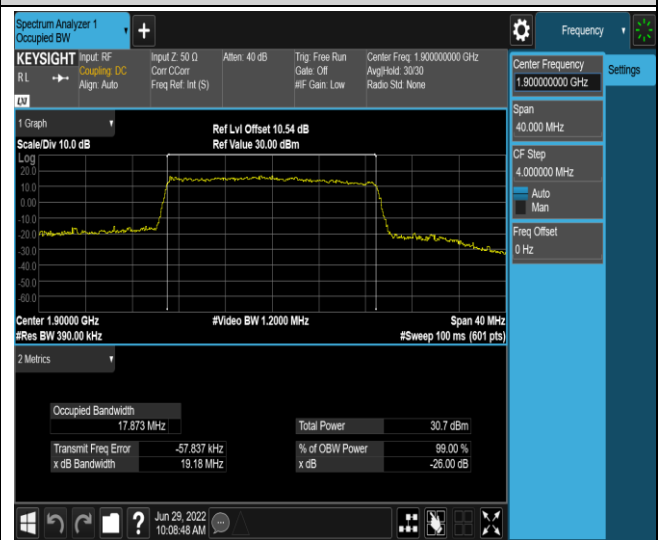 Spectrum Analyzer 1
Occupied BW
+
Frequency
KEYSIGHT
R L
LXI
Input: RF
Coupling: DC
Align: Auto
Input Z: 50 Ω
Corr CCorr
Freq Ref: Int (S)
Atten: 40 dB
Trig: Free Run
Gate: Off
#IF Gain: Low
Center Freq: 1.900000000 GHz
Avg|Hold: 30/30
Radio Std: None
Center Frequency
1.900000000 GHz
Settings
Span
40.000 MHz
CF Step
4.000000 MHz
Auto
Man
Freq Offset
0 Hz
1 Graph
Scale/Div 10.0 dB
Ref Lvl Offset 10.54 dB
Ref Value 30.00 dBm
Log
20.0
10.0
0.00
-10.0
-20.0
-30.0
-40.0
-50.0
-60.0
Center 1.90000 GHz
#Res BW 390.00 kHz
#Video BW 1.2000 MHz
Span 40 MHz
#Sweep 100 ms (601 pts)
2 Metrics
Occupied Bandwidth
17.873 MHz
Transmit Freq Error -57.837 kHz
x dB Bandwidth 19.18 MHz
Total Power 30.7 dBm
% of OBW Power 99.00 %
x dB -26.00 dB
?
Jun 29, 2022
10:08:48 AM